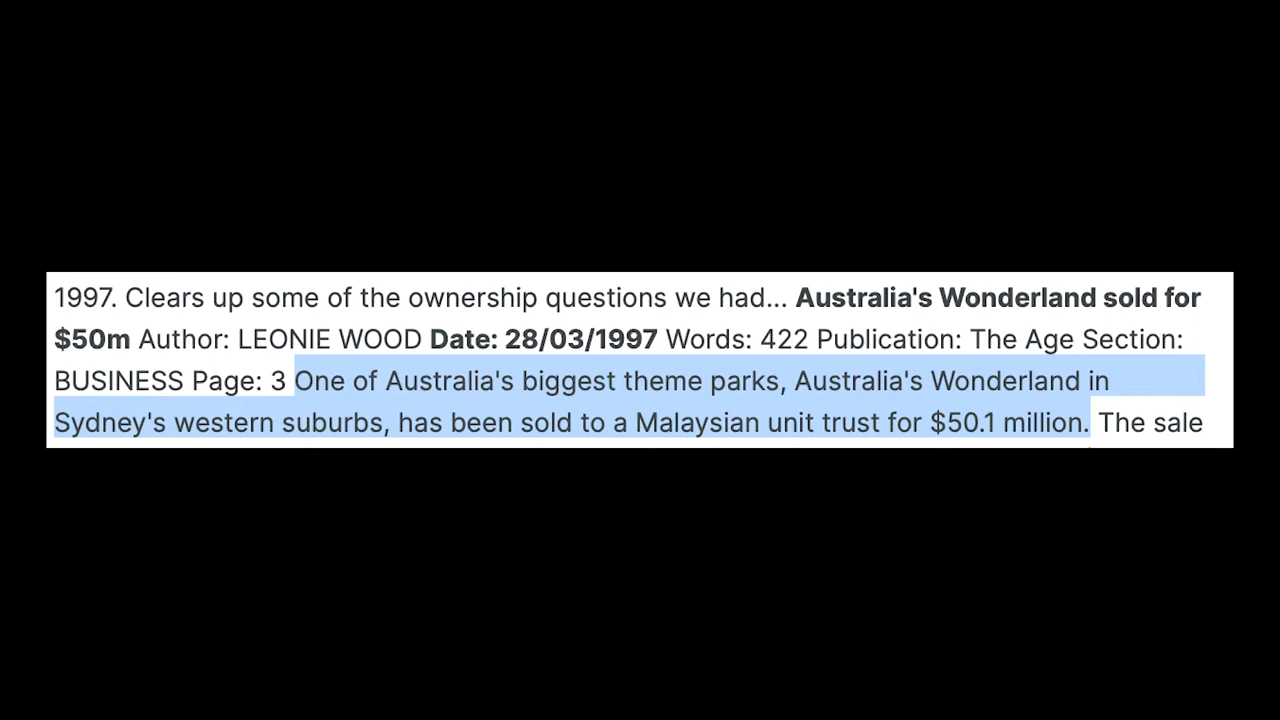 1997. Clears up some of the ownership questions we had... Australia's Wonderland sold for
$50m Author: LEONIE WOOD Date: 28/03/1997 Words: 422 Publication: The Age Section:
BUSINESS Page: 3 One of Australia's biggest theme parks, Australia's Wonderland in
Sydney's western suburbs, has been sold to a Malaysian unit trust for $50.1 million. The sale